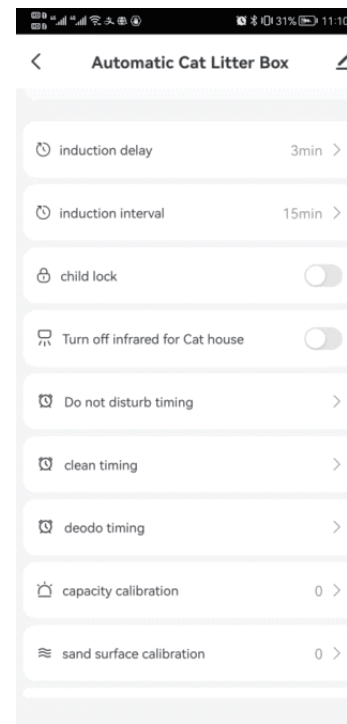 31% 11:10
Automatic Cat Litter Box
induction delay 3min
induction interval 15min
child lock
Turn off infrared for Cat house
Do not disturb timing
clean timing
deodo timing
capacity calibration 0
sand surface calibration 0